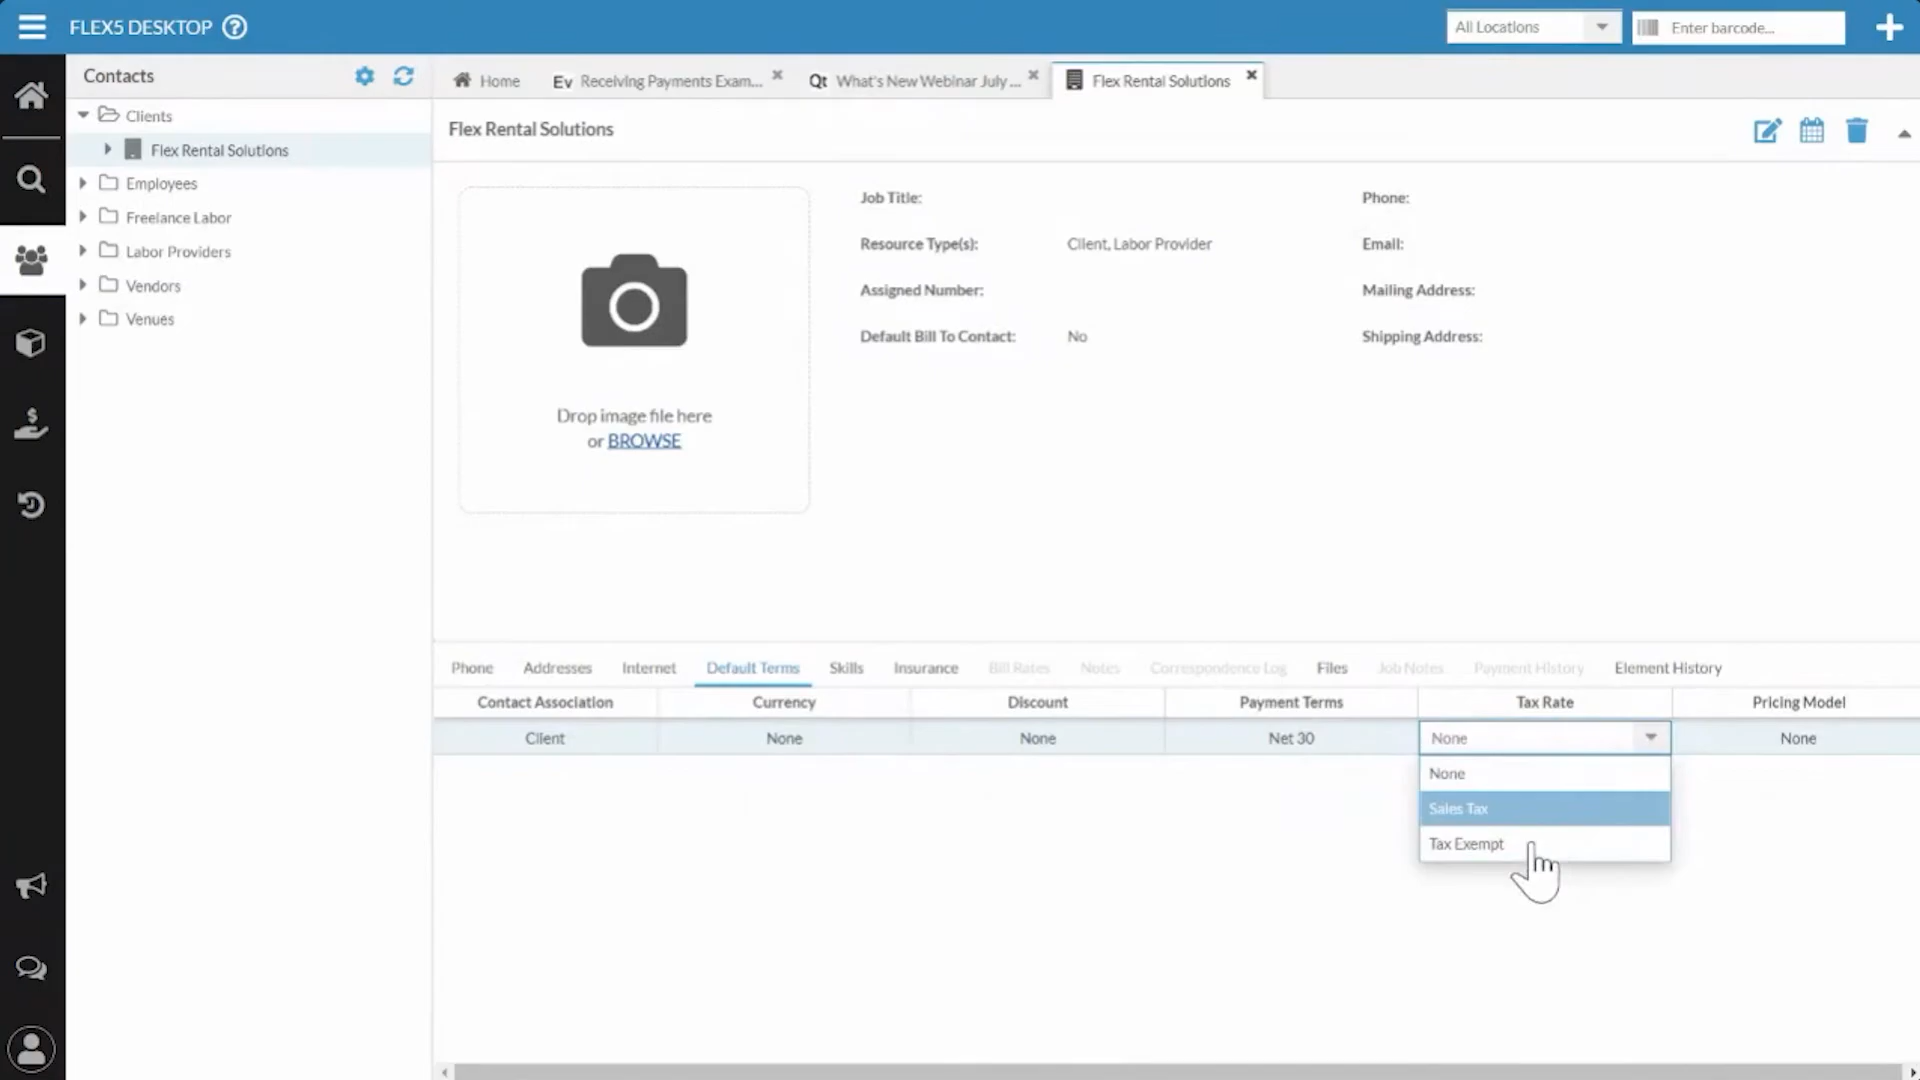 FLEX5 DESKTOP ?
All Locations
Enter barcode...
Contacts
Clients
Flex Rental Solutions
Employees
Freelance Labor
Labor Providers
Vendors
Venues
Home
Ev Receiving Payments Exam...
Qt What's New Webinar July ...
Flex Rental Solutions
Flex Rental Solutions
Drop image file here
or BROWSE
Job Title:
Resource Type(s): Client, Labor Provider
Assigned Number:
Default Bill To Contact: No
Phone:
Email:
Mailing Address:
Shipping Address:
Phone Addresses Internet Default Terms Skills Insurance Bill Rates Notes Correspondence Log Files Job Notes Payment History Element History
Contact Association Currency Discount Payment Terms Tax Rate Pricing Model
Client None None Net 30 None None
None
Sales Tax
Tax Exempt